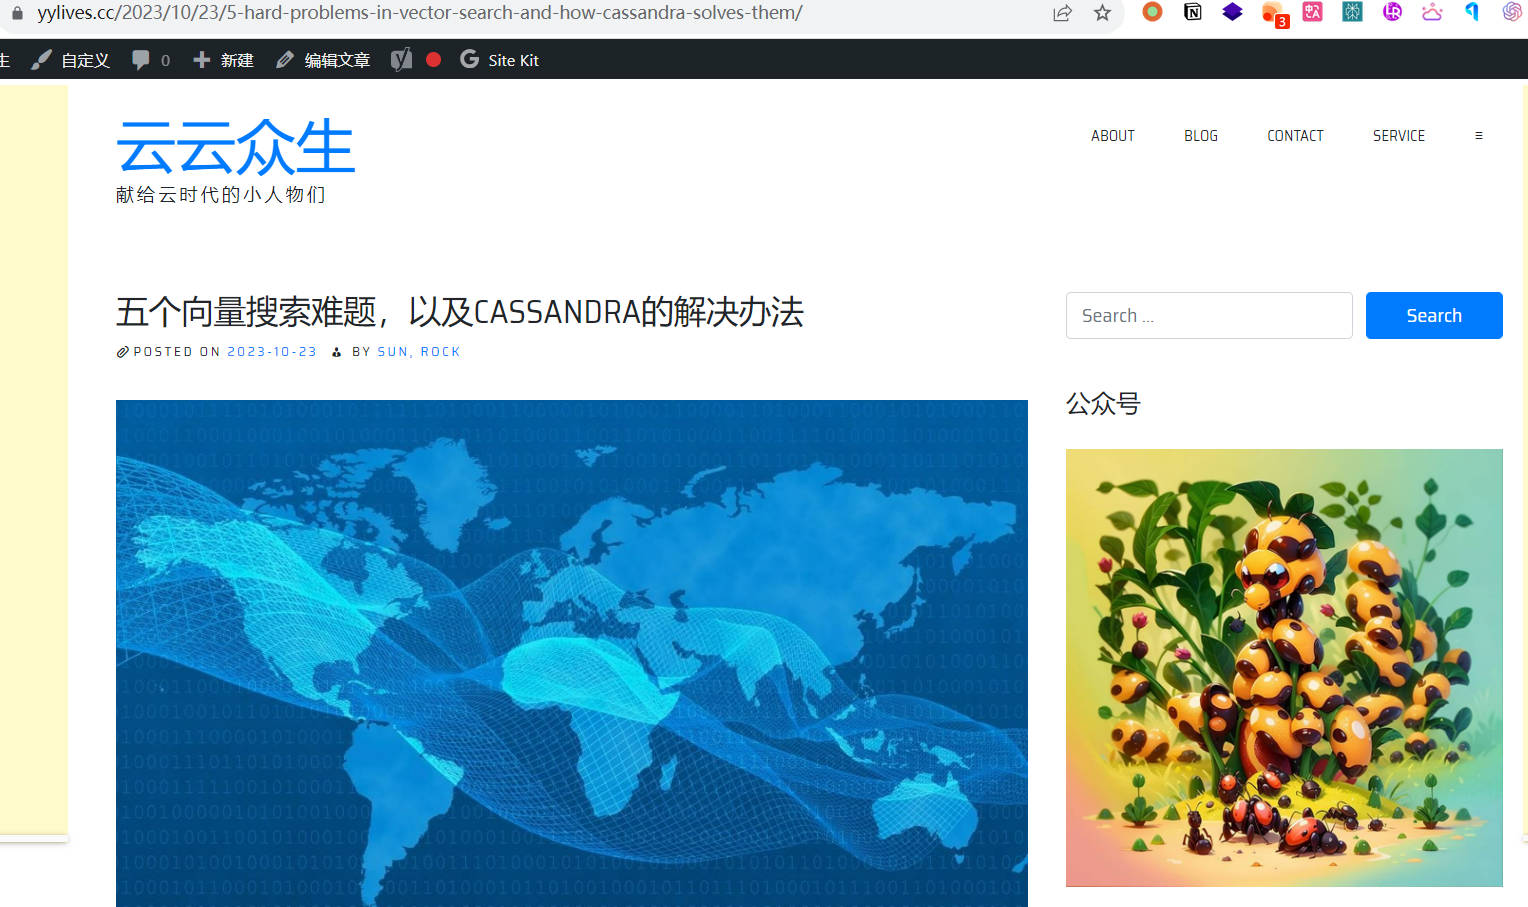 yylives.cc/2023/10/23/5-hard-problems-in-vector-search-and-how-cassandra-solves-them/
3
生 自定义 0 新建 编辑文章 Site Kit
云云众生
献给云时代的小人物们
ABOUT BLOG CONTACT SERVICE ≡
五个向量搜索难题，以及CASSANDRA的解决办法
POSTED ON 2023-10-23 BY SUN, ROCK
Search ...
Search
公众号